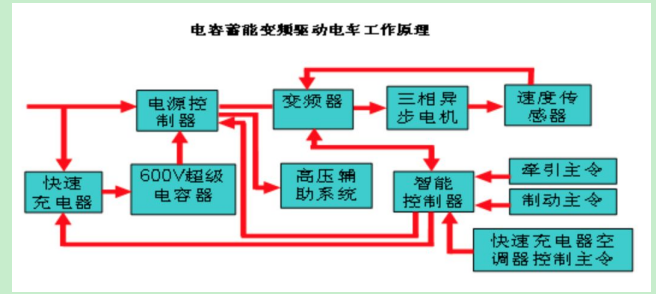 电容蓄能变频驱动电车工作原理
电源控
制器
变频器
三相异
步电机
速度传
感器
快速
充电器
600V超级
电容器
高压辅
助系统
智能
控制器
牵引主令
制动主令
快速充电器空
调器控制主令